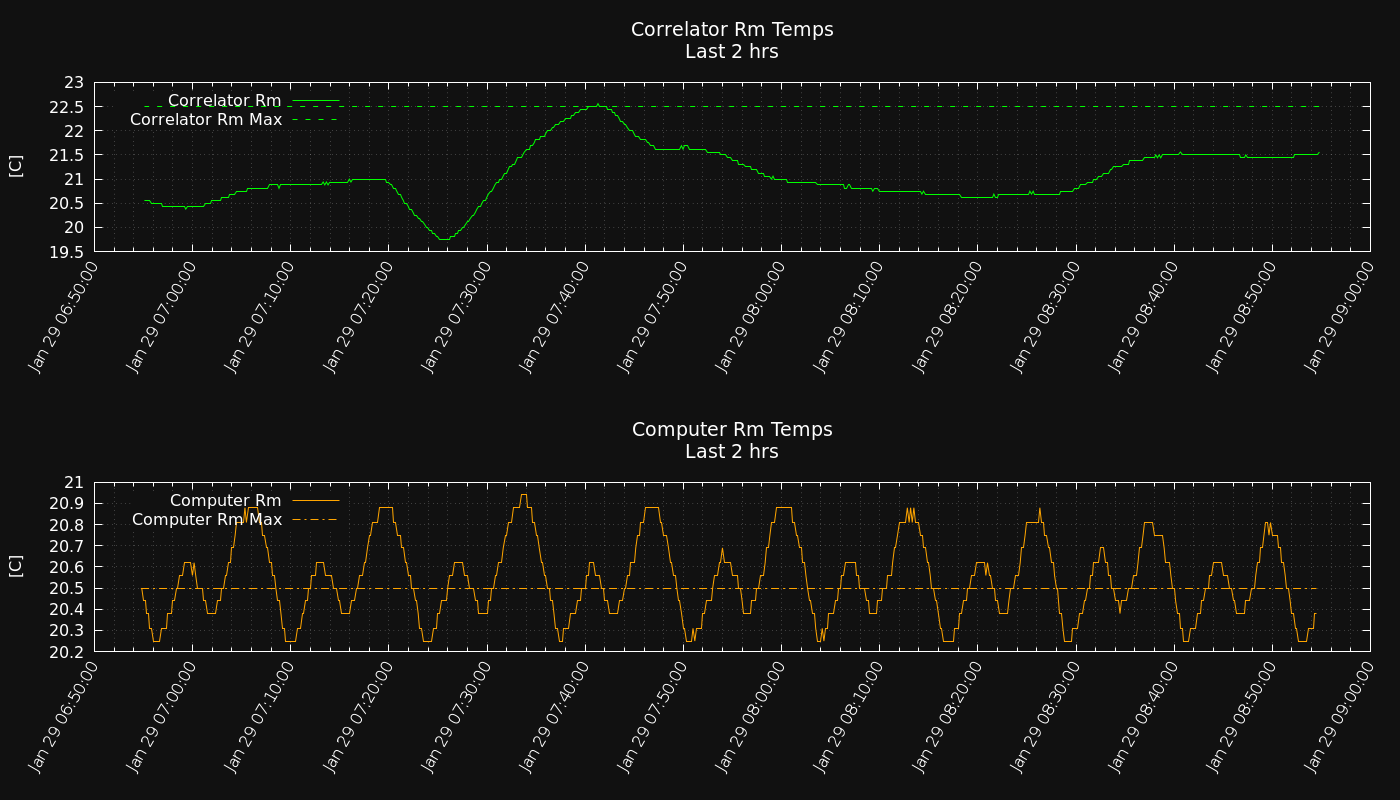 Correlator Rm Temps
Last 2 hrs
[C]
23
22.5
22
21.5
21
20.5
20
19.5
Correlator Rm
Correlator Rm Max
Jan 29 06:50:00
Jan 29 07:00:00
Jan 29 07:10:00
Jan 29 07:20:00
Jan 29 07:30:00
Jan 29 07:40:00
Jan 29 07:50:00
Jan 29 08:00:00
Jan 29 08:10:00
Jan 29 08:20:00
Jan 29 08:30:00
Jan 29 08:40:00
Jan 29 08:50:00
Jan 29 09:00:00
Computer Rm Temps
Last 2 hrs
[C]
21
20.9
20.8
20.7
20.6
20.5
20.4
20.3
20.2
Computer Rm
Computer Rm Max
Jan 29 06:50:00
Jan 29 07:00:00
Jan 29 07:10:00
Jan 29 07:20:00
Jan 29 07:30:00
Jan 29 07:40:00
Jan 29 07:50:00
Jan 29 08:00:00
Jan 29 08:10:00
Jan 29 08:20:00
Jan 29 08:30:00
Jan 29 08:40:00
Jan 29 08:50:00
Jan 29 09:00:00